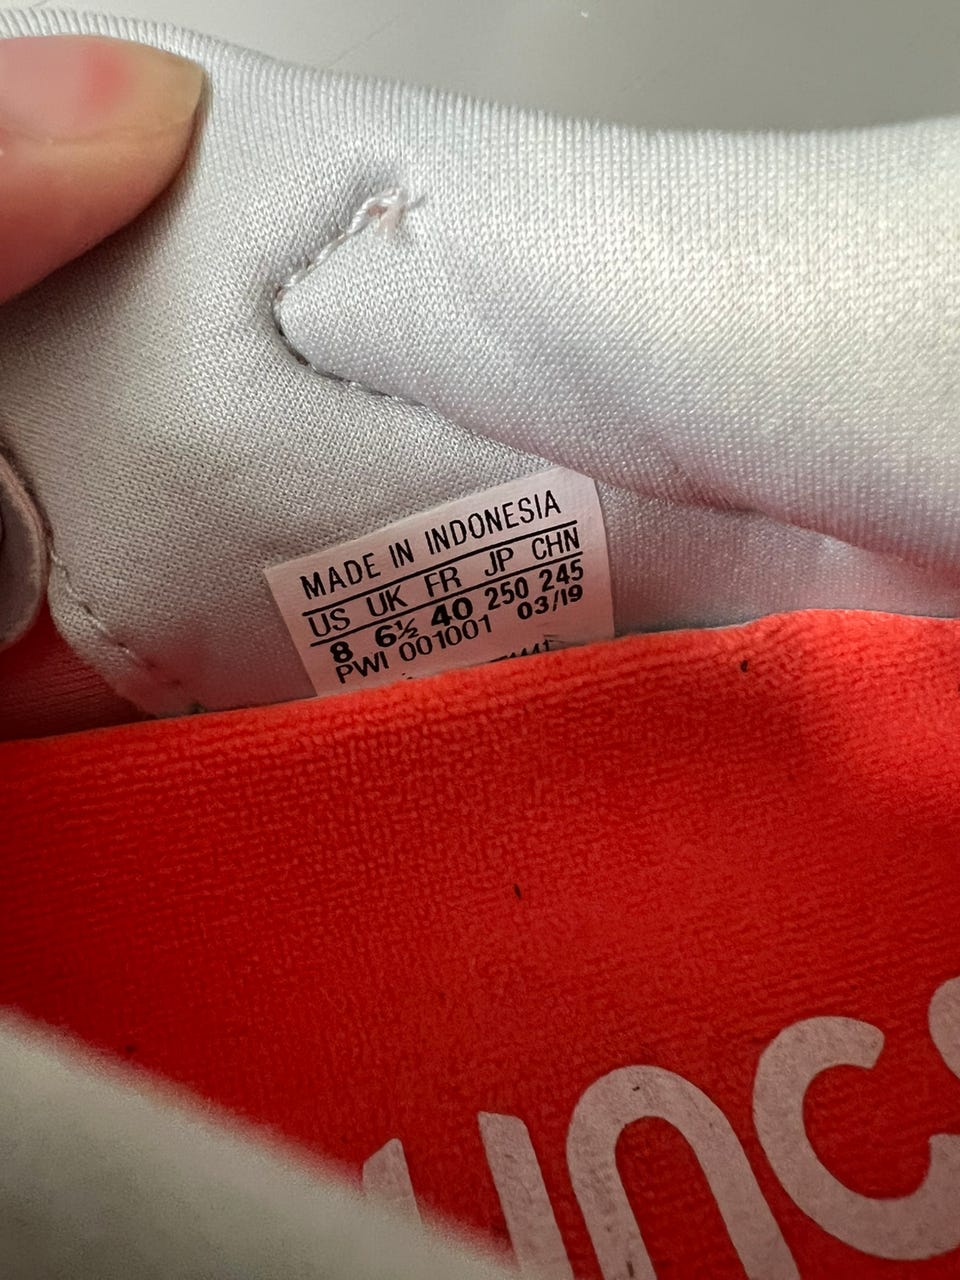 MADE IN INDONESIA
US UK FR JP CHN
8 6½ 40 250 245
PWI 001001 03/19